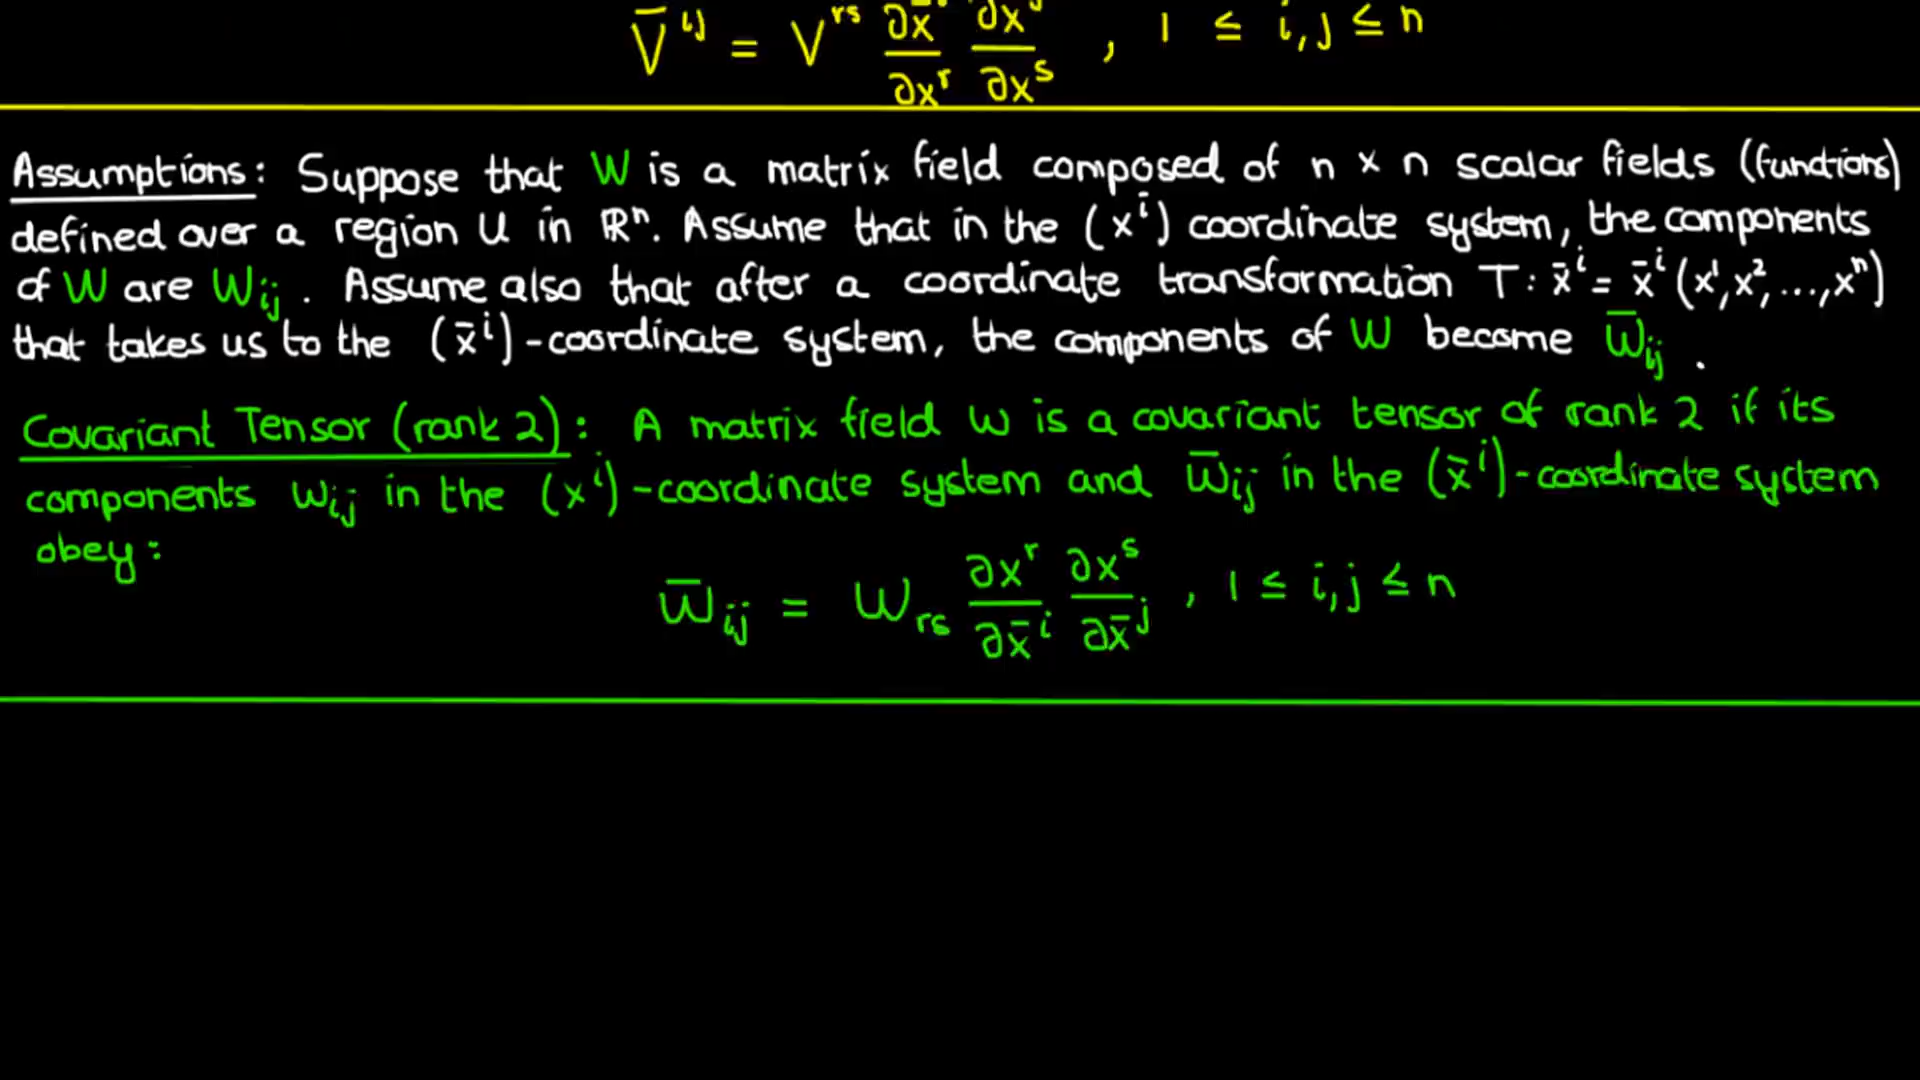 V̄^ij = V^rs ∂x̄^i/∂x^r ∂x̄^j/∂x^s , 1 ≤ i,j ≤ n
Assumptions: Suppose that W is a matrix field composed of n × n scalar fields (functions)
defined over a region U in ℝⁿ. Assume that in the (x^i) coordinate system, the components
of W are W_ij . Assume also that after a coordinate transformation T: x̄^i = x̄^i (x^1, x^2, ..., x^n)
that takes us to the (x̄^i)-coordinate system, the components of W become W̄_ij .
Covariant Tensor (rank 2): A matrix field W is a covariant tensor of rank 2 if its
components W_ij in the (x^i)-coordinate system and W̄_ij in the (x̄^i)-coordinate system
obey:
W̄_ij = W_rs ∂x^r/∂x̄^i ∂x^s/∂x̄^j , 1 ≤ i,j ≤ n